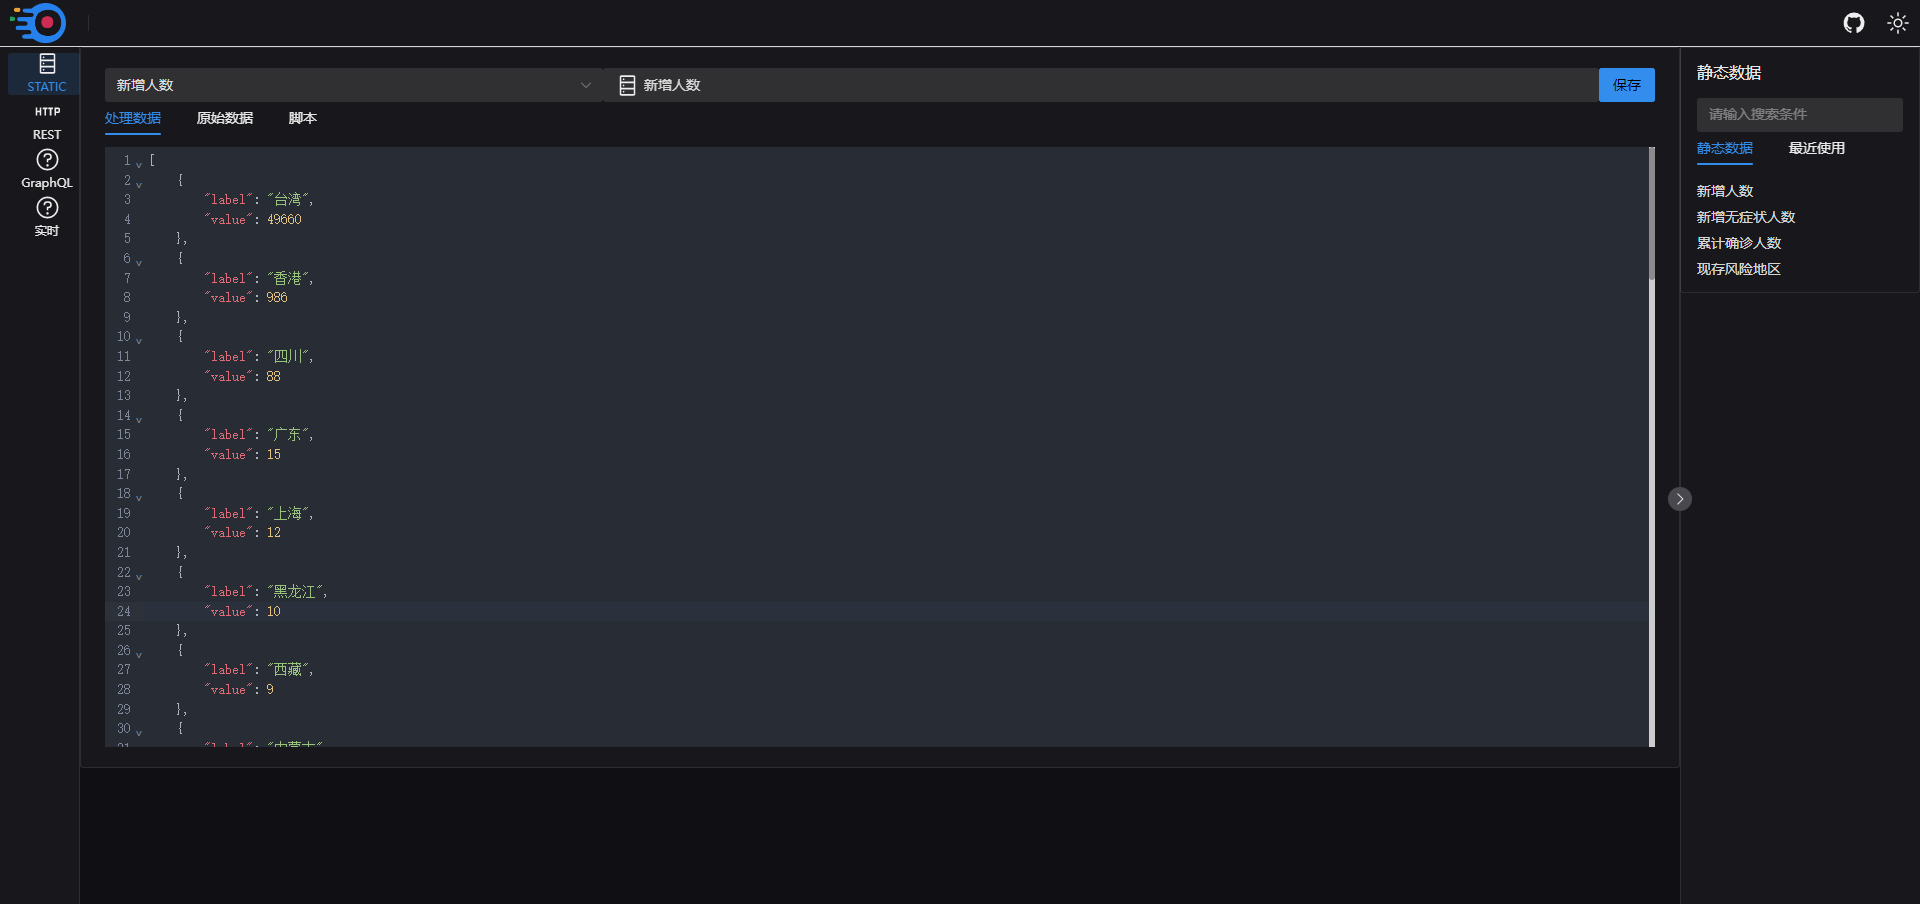 STATIC
HTTP
REST
GraphQL
实时
新增人数
新增人数
保存
处理数据 原始数据 脚本
1 [
2 {
3 "label": "台湾",
4 "value": 49660
5 },
6 {
7 "label": "香港",
8 "value": 986
9 },
10 {
11 "label": "四川",
12 "value": 88
13 },
14 {
15 "label": "广东",
16 "value": 15
17 },
18 {
19 "label": "上海",
20 "value": 12
21 },
22 {
23 "label": "黑龙江",
24 "value": 10
25 },
26 {
27 "label": "西藏",
28 "value": 9
29 },
30 {
31 "label": "内蒙古"
静态数据
请输入搜索条件
静态数据 最近使用
新增人数
新增无症状人数
累计确诊人数
现存风险地区